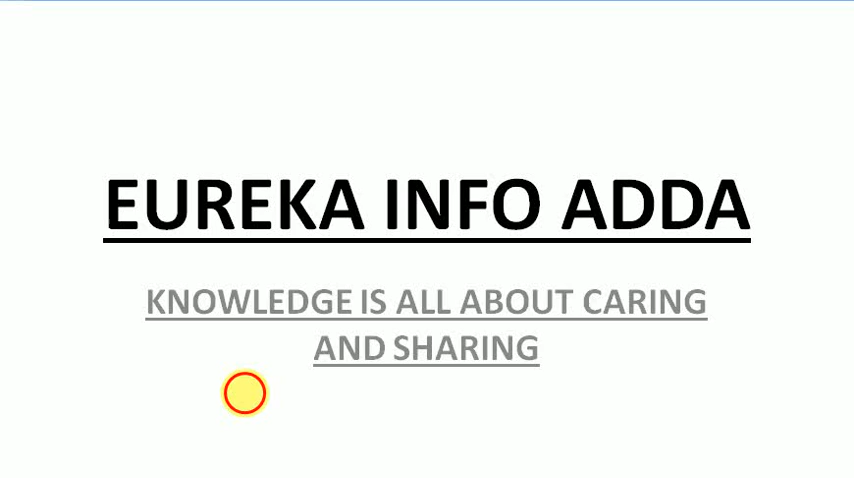 EUREKA INFO ADDA
KNOWLEDGE IS ALL ABOUT CARING
AND SHARING